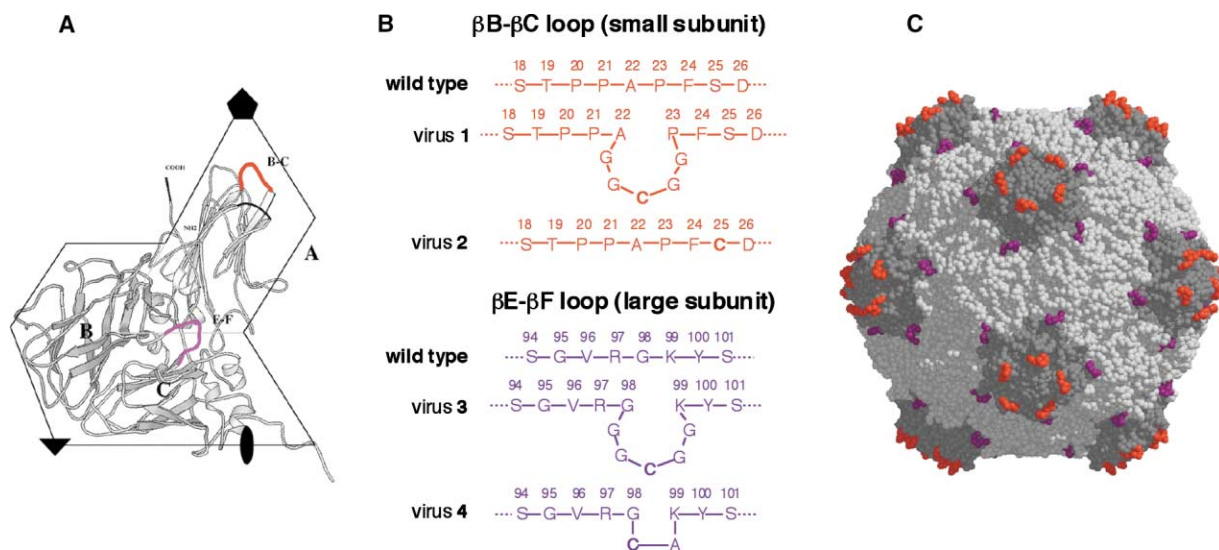 A
B
C
COOH
B-C
NH2
A
E-F
B
C
βB-βC loop (small subunit)
18 19 20 21 22 23 24 25 26
wild type
S T P P A P F S D
18 19 20 21 22 23 24 25 26
virus 1
S T P P A R F S D
G G
G G
C
18 19 20 21 22 23 24 25 26
virus 2
S T P P A P F C D
βE-βF loop (large subunit)
94 95 96 97 98 99 100 101
wild type
S G V R G K Y S
94 95 96 97 98 99 100 101
virus 3
S G V R G K Y S
G G
G G
C
94 95 96 97 98 99 100 101
virus 4
S G V R G K Y S
C A